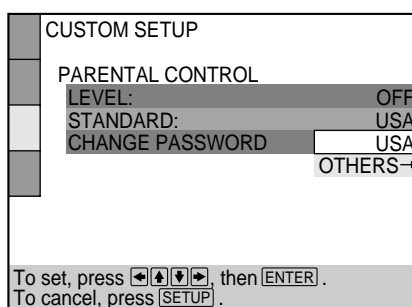 CUSTOM SETUP
PARENTAL CONTROL
LEVEL: OFF
STANDARD: USA
CHANGE PASSWORD USA
OTHERS→
To set, press ←↑↓→, then ENTER.
To cancel, press SETUP.